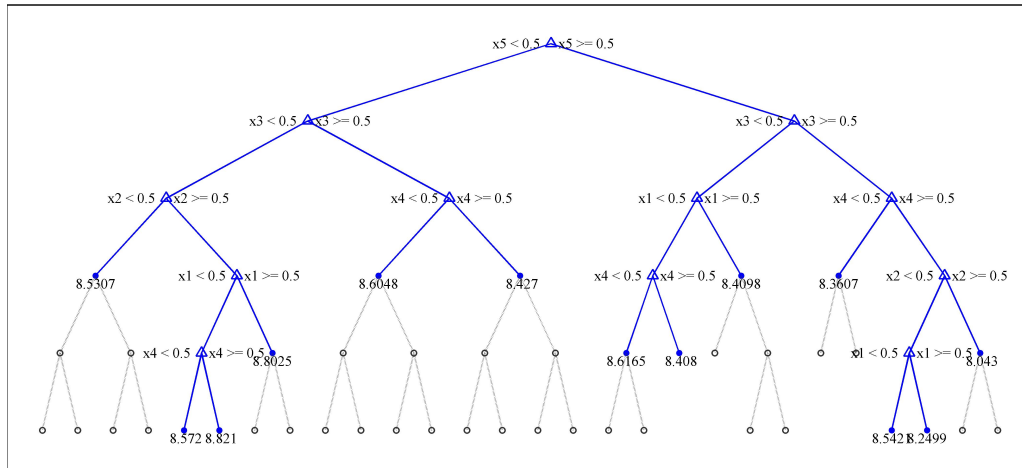 x5 < 0.5 x5 >= 0.5
x3 < 0.5 x3 >= 0.5 x3 < 0.5 x3 >= 0.5
x2 < 0.5 x2 >= 0.5 x4 < 0.5 x4 >= 0.5 x1 < 0.5 x1 >= 0.5 x4 < 0.5 x4 >= 0.5
8.5307 x1 < 0.5 x1 >= 0.5 8.6048 8.427 x4 < 0.5 x4 >= 0.5 8.4098 8.3607 x2 < 0.5 x2 >= 0.5
x4 < 0.5 x4 >= 0.5 8.8025 8.6165 8.408 x1 < 0.5 x1 >= 0.5 8.043
8.572 8.821 8.5421 8.2499